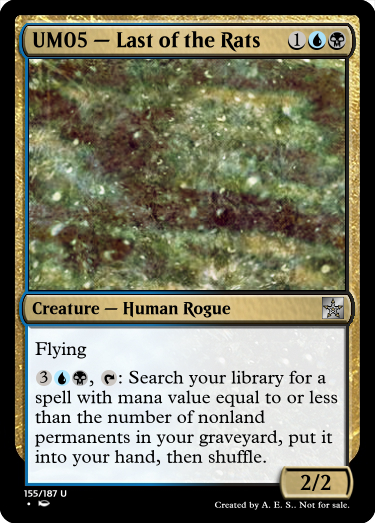 UM05 — Last of the Rats 1
Creature — Human Rogue
Flying
3, : Search your library for a
spell with mana value equal to or less
than the number of nonland
permanents in your graveyard, put it
into your hand, then shuffle.
2/2
155/187 U
Created by A. E. S.. Not for sale.